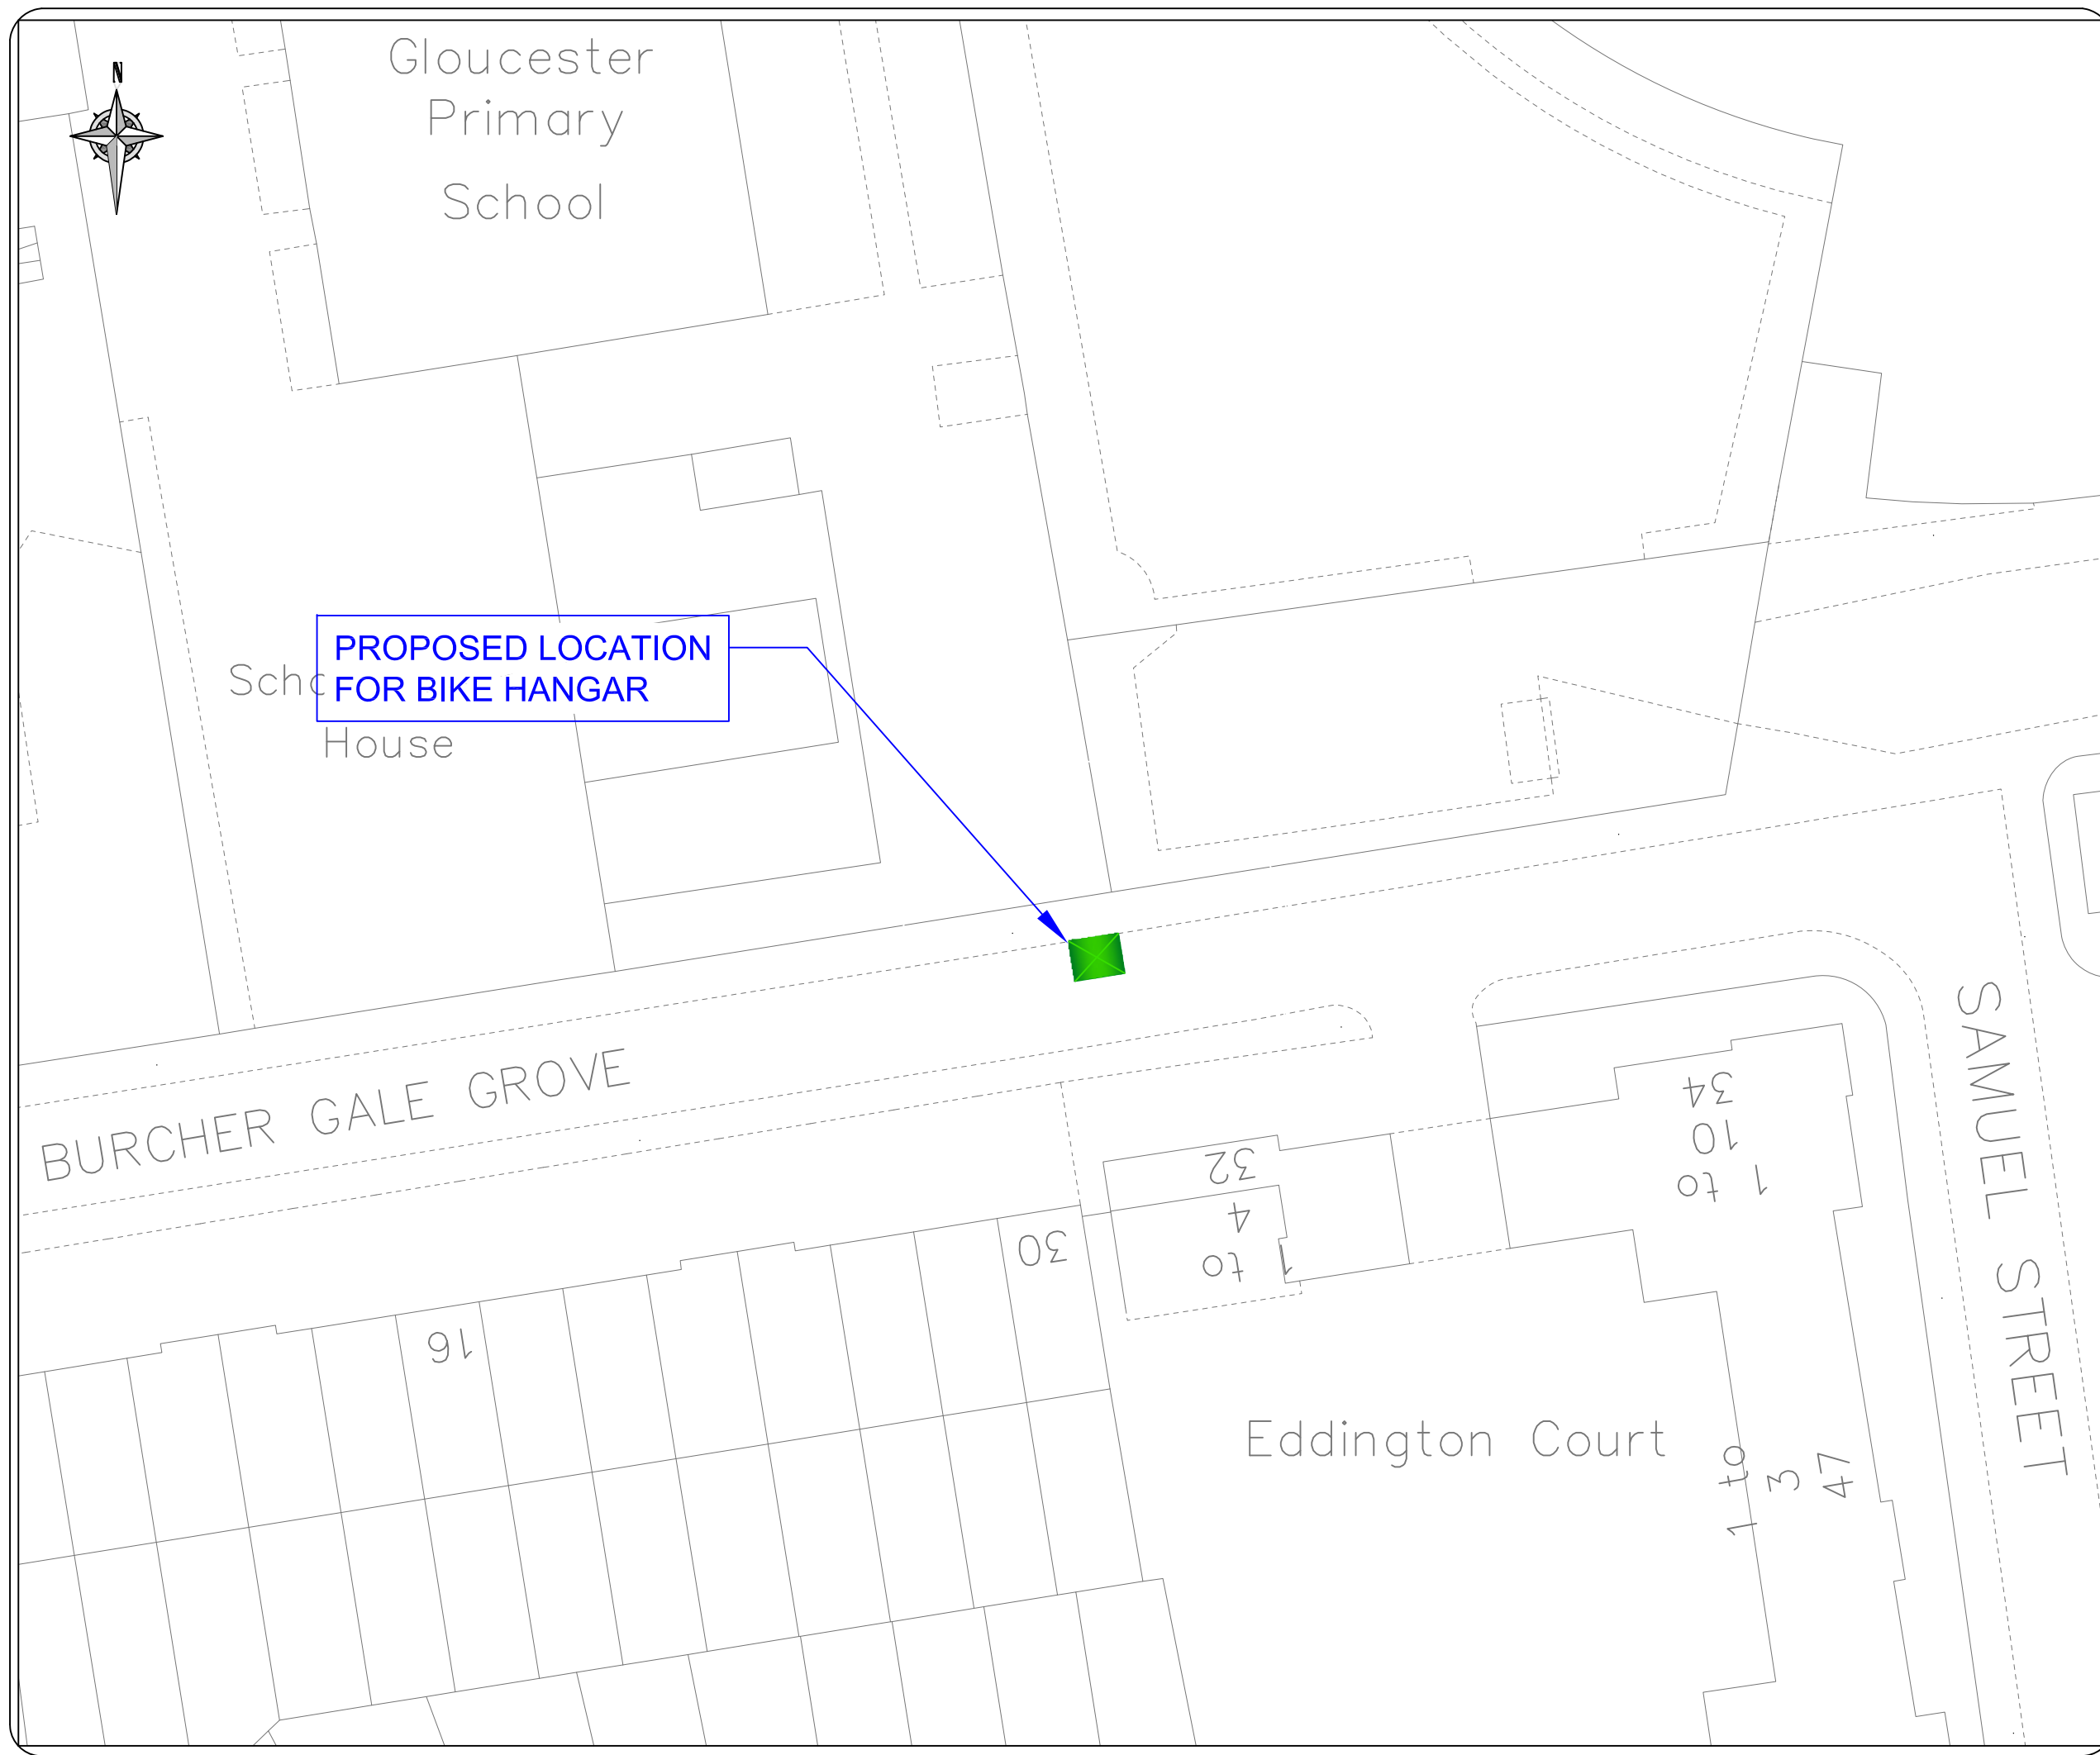 N
Gloucester
Primary
School
PROPOSED LOCATION
FOR BIKE HANGAR
House
BURCHER GALE GROVE
SAMUEL STREET
34
10
1 to
32
4
1 to
30
16
Eddington Court
1 to
3
47